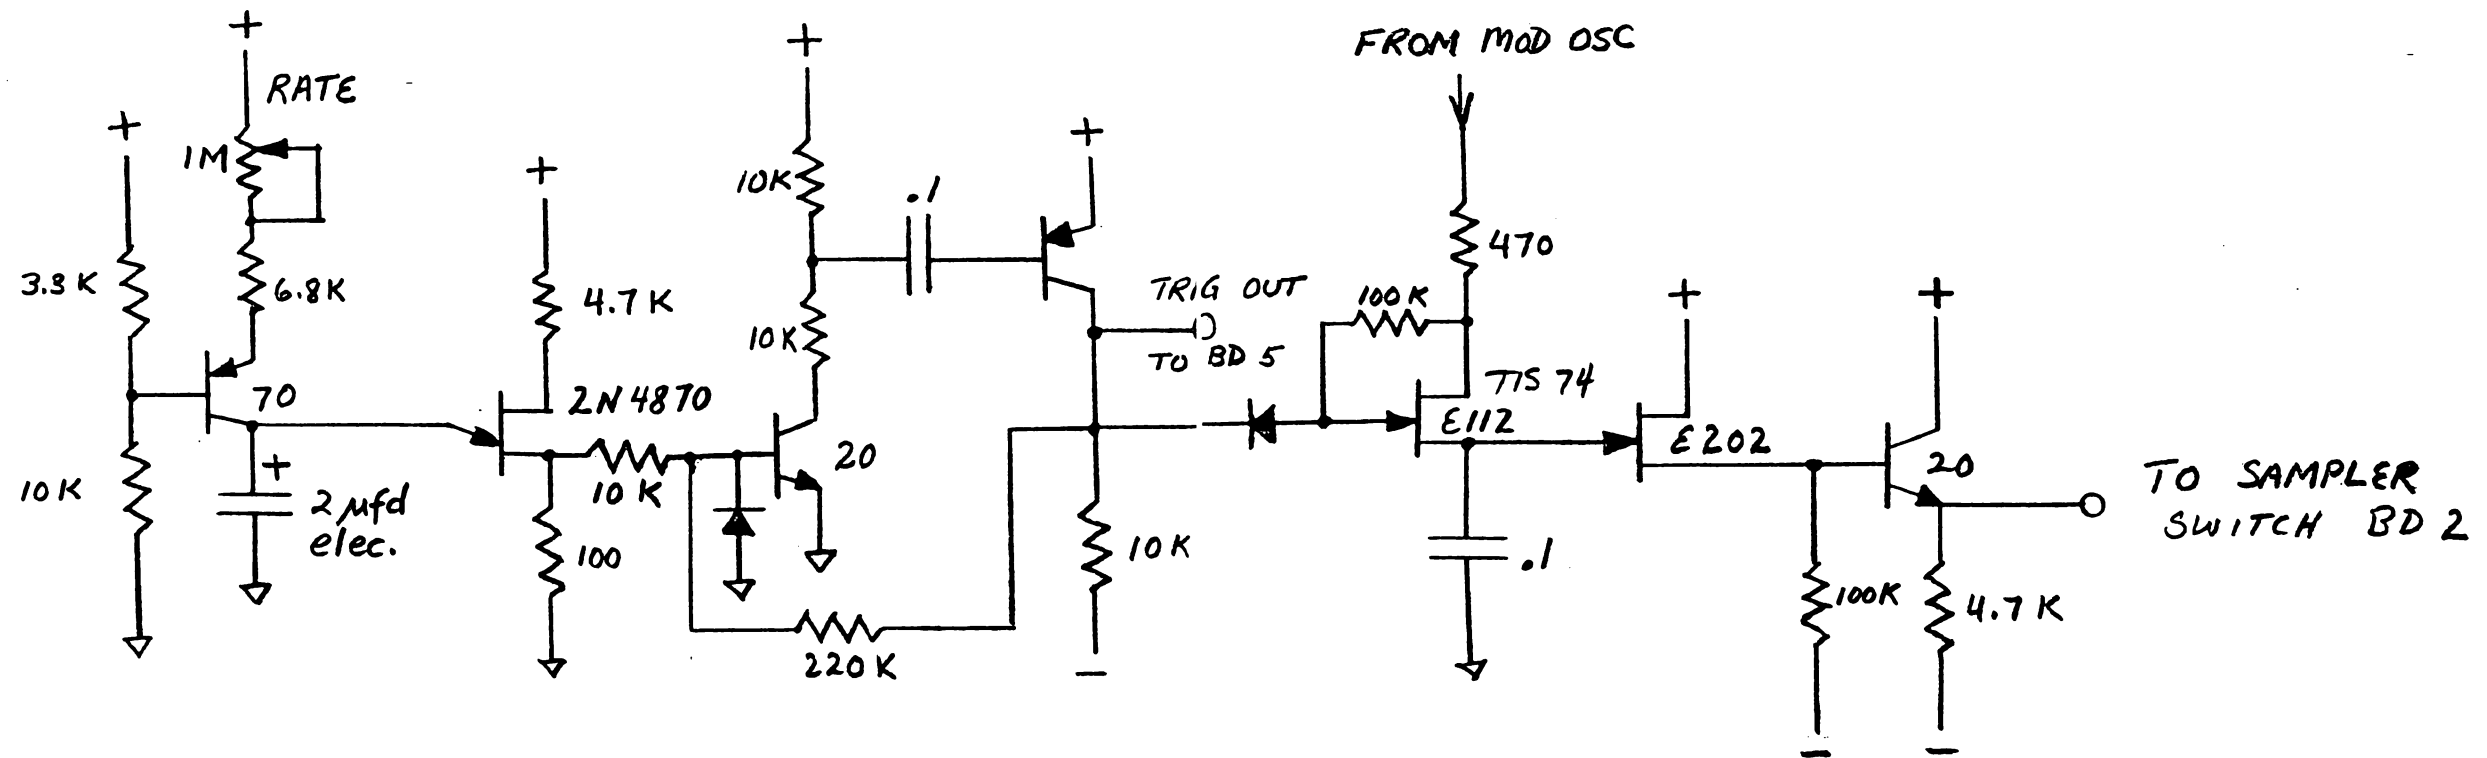 FROM MOD OSC
+
+
RATE
+
+
1M
+
10K
.1
470
3.3K
6.8K
4.7K
TRIG OUT
100K
+
+
10K
TO BD 5
TIS 74
70
2N4870
E112
20
E202
20
10K
+
2 µfd
elec.
10K
100
10K
.1
TO SAMPLER
SWITCH BD 2
100K
4.7K
220K
−
−
−